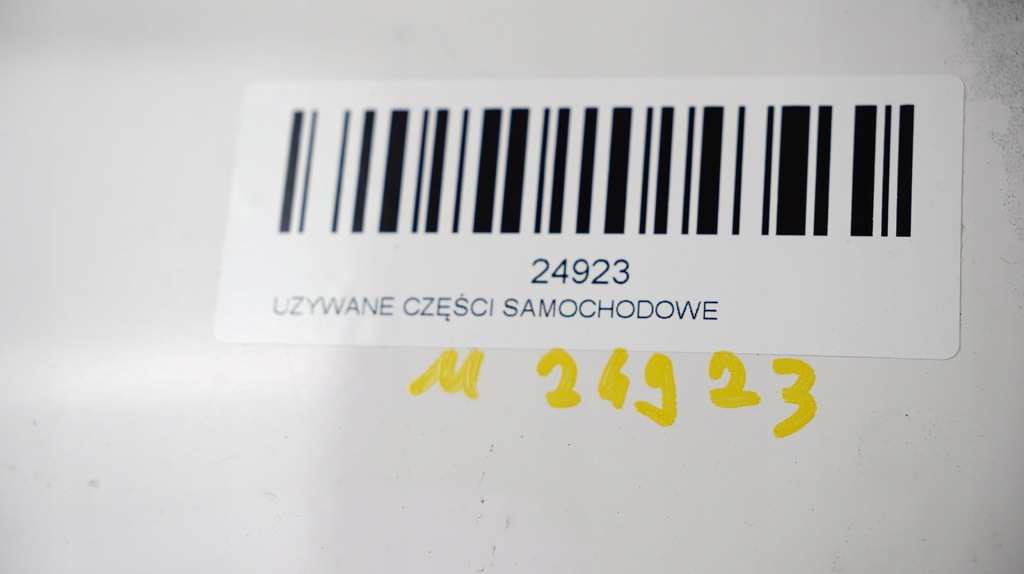 24923
UZYWANE CZĘŚCI SAMOCHODOWE
M 24923